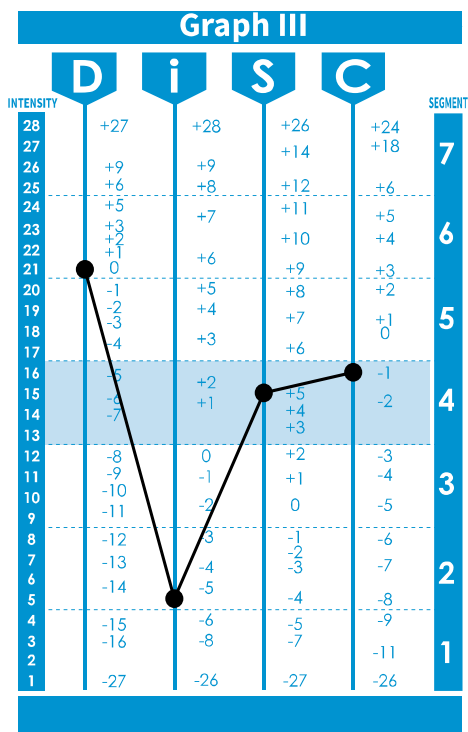 Graph III
D i S C
INTENSITY SEGMENT
28 +27 +28 +26 +24
27 +14 +18 7
26 +9 +9
25 +6 +8 +12 +6
24 +5 +7 +11 +5
23 +3 +10 +4 6
+2
22 +1 +6
21 0 +9 +3
20 -1 +5 +8 +2
19 -2 +4 +7 +1 5
-3
18 -4 +3 0
17 +6
16 -5 +2 -1
15 -6 +1 +5 -2 4
14 -7 +4
13 +3
12 -8 0 +2 -3
11 -9 -1 +1 -4 3
10 -10 -2 0 -5
9 -11
8 -12 -3 -1 -6
-2
7 -13 -4 -3 -7 2
6 -14 -5
5 -4 -8
4 -15 -6 -5 -9
3 -16 -8 -7 1
2 -11
1 -27 -26 -27 -26